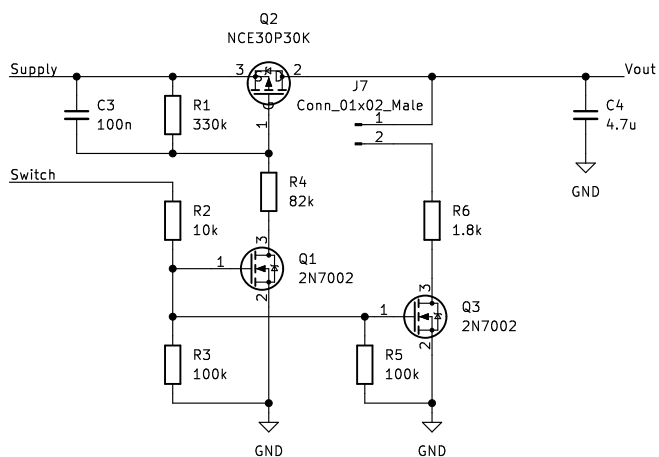 Q2
NCE30P30K
Supply
3
2
Vout
J7
Conn_01x02_Male
C3
100n
R1
330k
1
1
2
C4
4.7u
GND
Switch
R4
82k
R2
10k
R6
1.8k
3
1
Q1
2N7002
2
3
1
Q3
2N7002
2
R3
100k
R5
100k
GND
GND